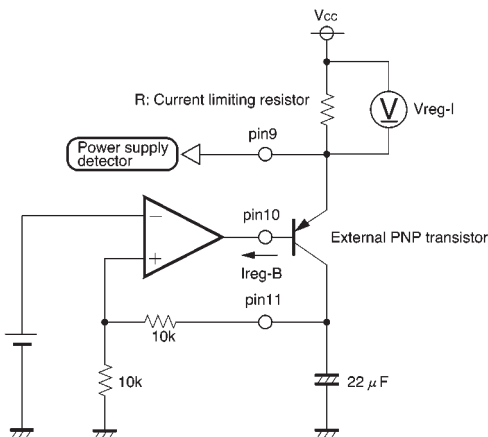 Vcc
R: Current limiting resistor
V
Vreg-I
pin9
Power supply
detector
pin10
−
+
External PNP transistor
Ireg-B
pin11
10k
10k
22 μF